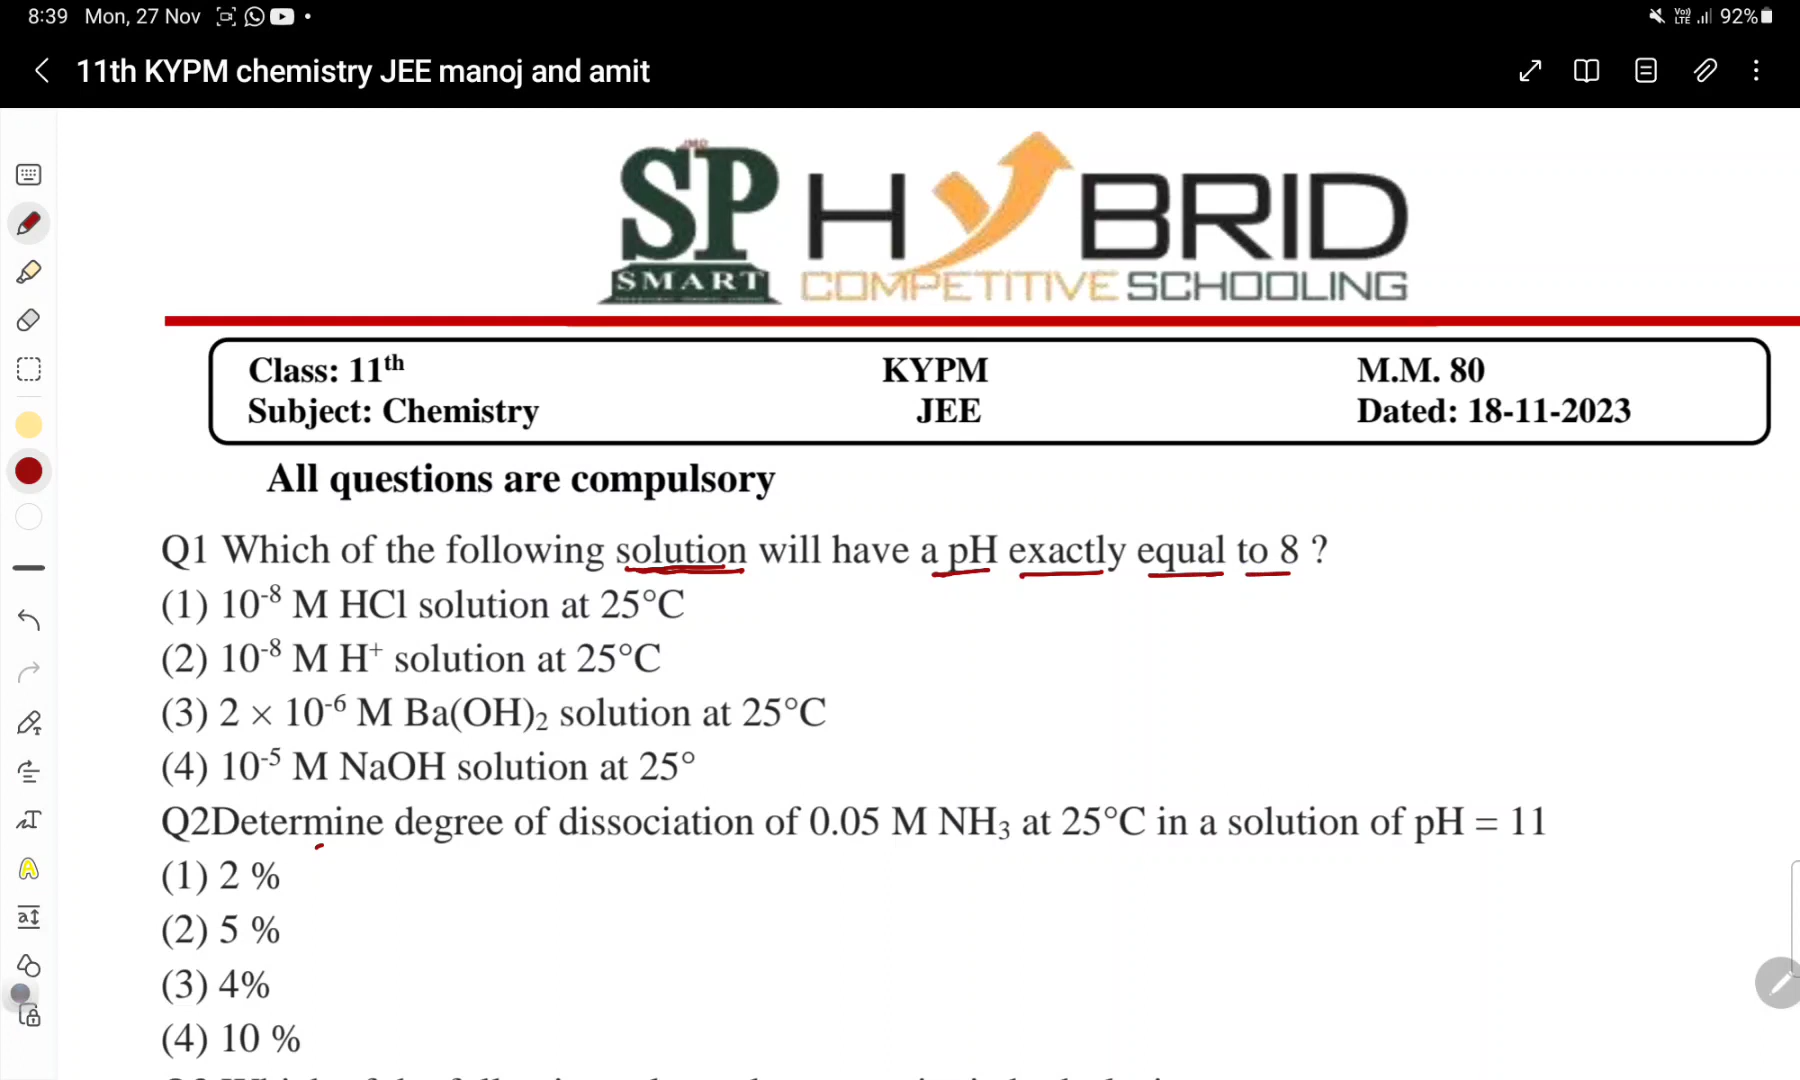 8:39 Mon, 27 Nov
Vo)) LTE 92%
11th KYPM chemistry JEE manoj and amit
SP HYBRID
SMART COMPETITIVE SCHOOLING
Class: 11th KYPM M.M. 80
Subject: Chemistry JEE Dated: 18-11-2023
All questions are compulsory
Q1 Which of the following solution will have a pH exactly equal to 8 ?
(1) 10⁻⁸ M HCl solution at 25°C
(2) 10⁻⁸ M H⁺ solution at 25°C
(3) 2 × 10⁻⁶ M Ba(OH)₂ solution at 25°C
(4) 10⁻⁵ M NaOH solution at 25°
Q2Determine degree of dissociation of 0.05 M NH₃ at 25°C in a solution of pH = 11
(1) 2 %
(2) 5 %
(3) 4%
(4) 10 %